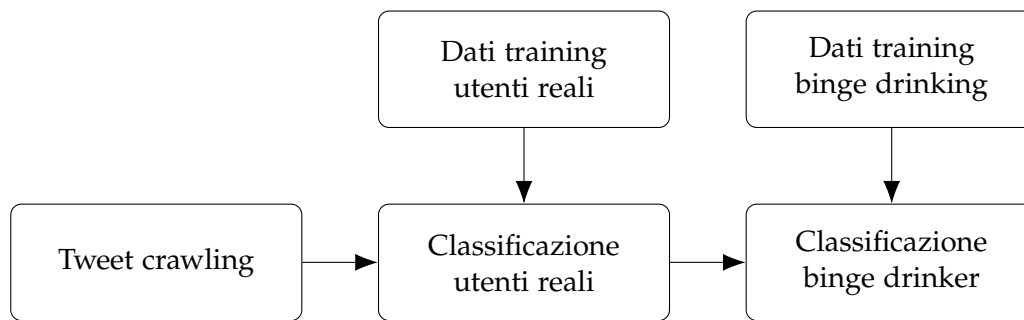 Dati training
utenti reali
Dati training
binge drinking
Tweet crawling
Classificazione
utenti reali
Classificazione
binge drinker